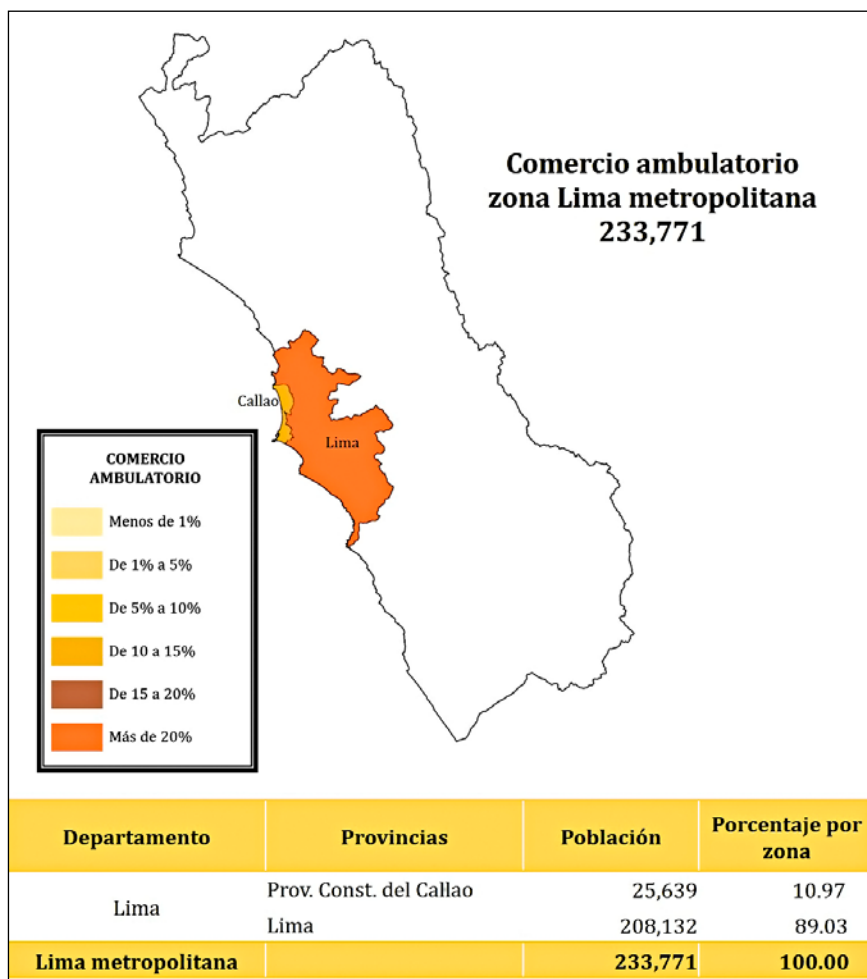 Comercio ambulatorio
zona Lima metropolitana
233,771
Callao
Lima
COMERCIO
AMBULATORIO
Menos de 1%
De 1% a 5%
De 5% a 10%
De 10 a 15%
De 15 a 20%
Más de 20%
Departamento Provincias Población Porcentaje por zona
Lima Prov. Const. del Callao 25,639 10.97
Lima 208,132 89.03
Lima metropolitana 233,771 100.00